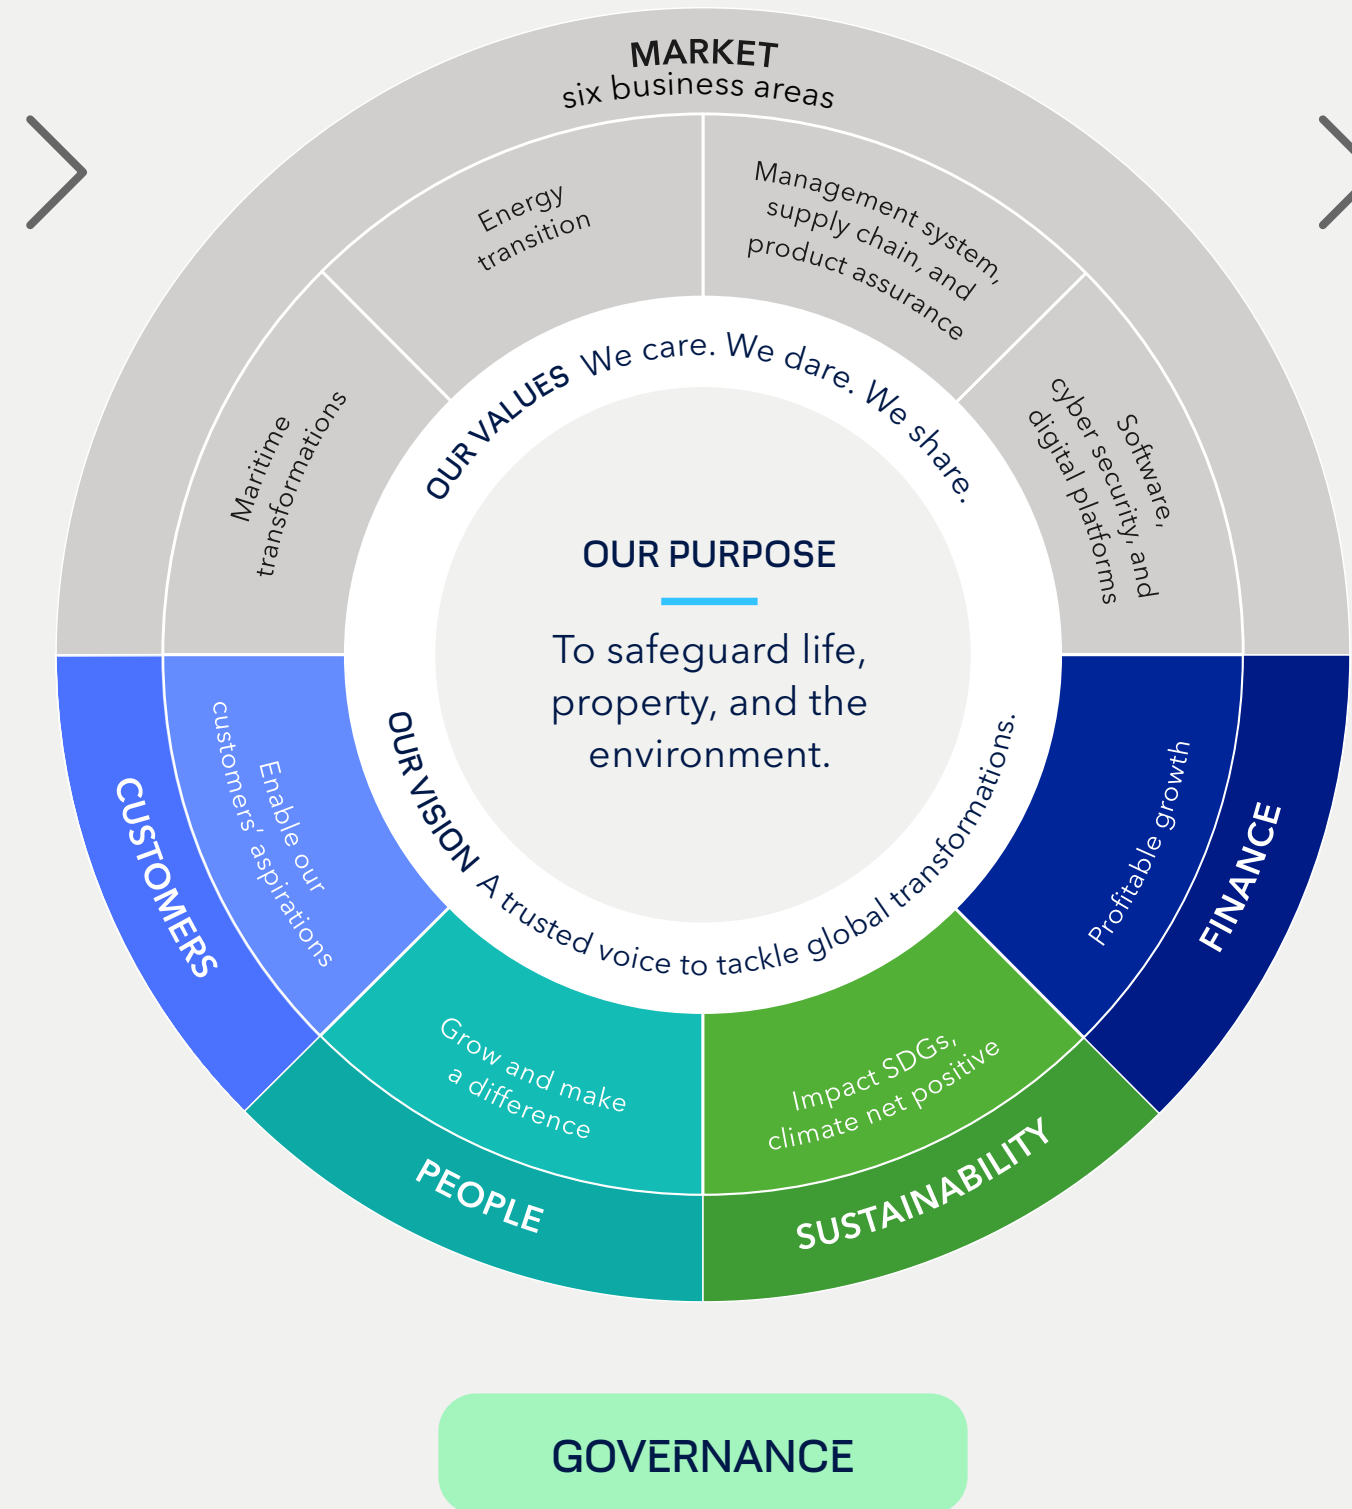 MARKET
six business areas
Energy
transition
Management system,
supply chain, and
product assurance
Maritime
transformations
Software,
cyber security, and
digital platforms
OUR VALUES We care. We dare. We share.
OUR PURPOSE
To safeguard life,
property, and the
environment.
OUR VISION A trusted voice to tackle global transformations.
CUSTOMERS
Enable our
customers’ aspirations
PEOPLE
Grow and make
a difference
SUSTAINABILITY
Impact SDGs,
climate net positive
FINANCE
Profitable growth
GOVERNANCE